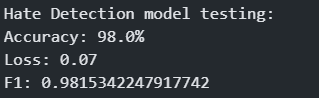 Hate Detection model testing:
Accuracy: 98.0%
Loss: 0.07
F1: 0.9815342247917742